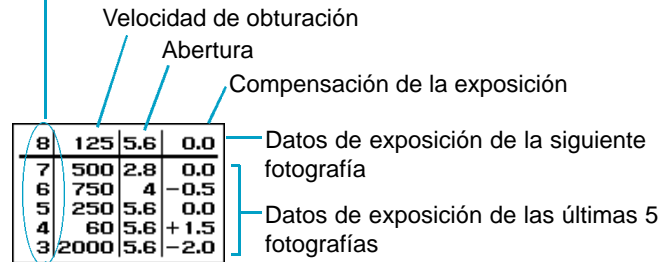 Velocidad de obturación
Abertura
Compensación de la exposición
8 125 5.6 0.0
7 500 2.8 0.0
6 750 4 −0.5
5 250 5.6 0.0
4 60 5.6 +1.5
3 2000 5.6 −2.0
Datos de exposición de la siguiente
fotografía
Datos de exposición de las últimas 5
fotografías